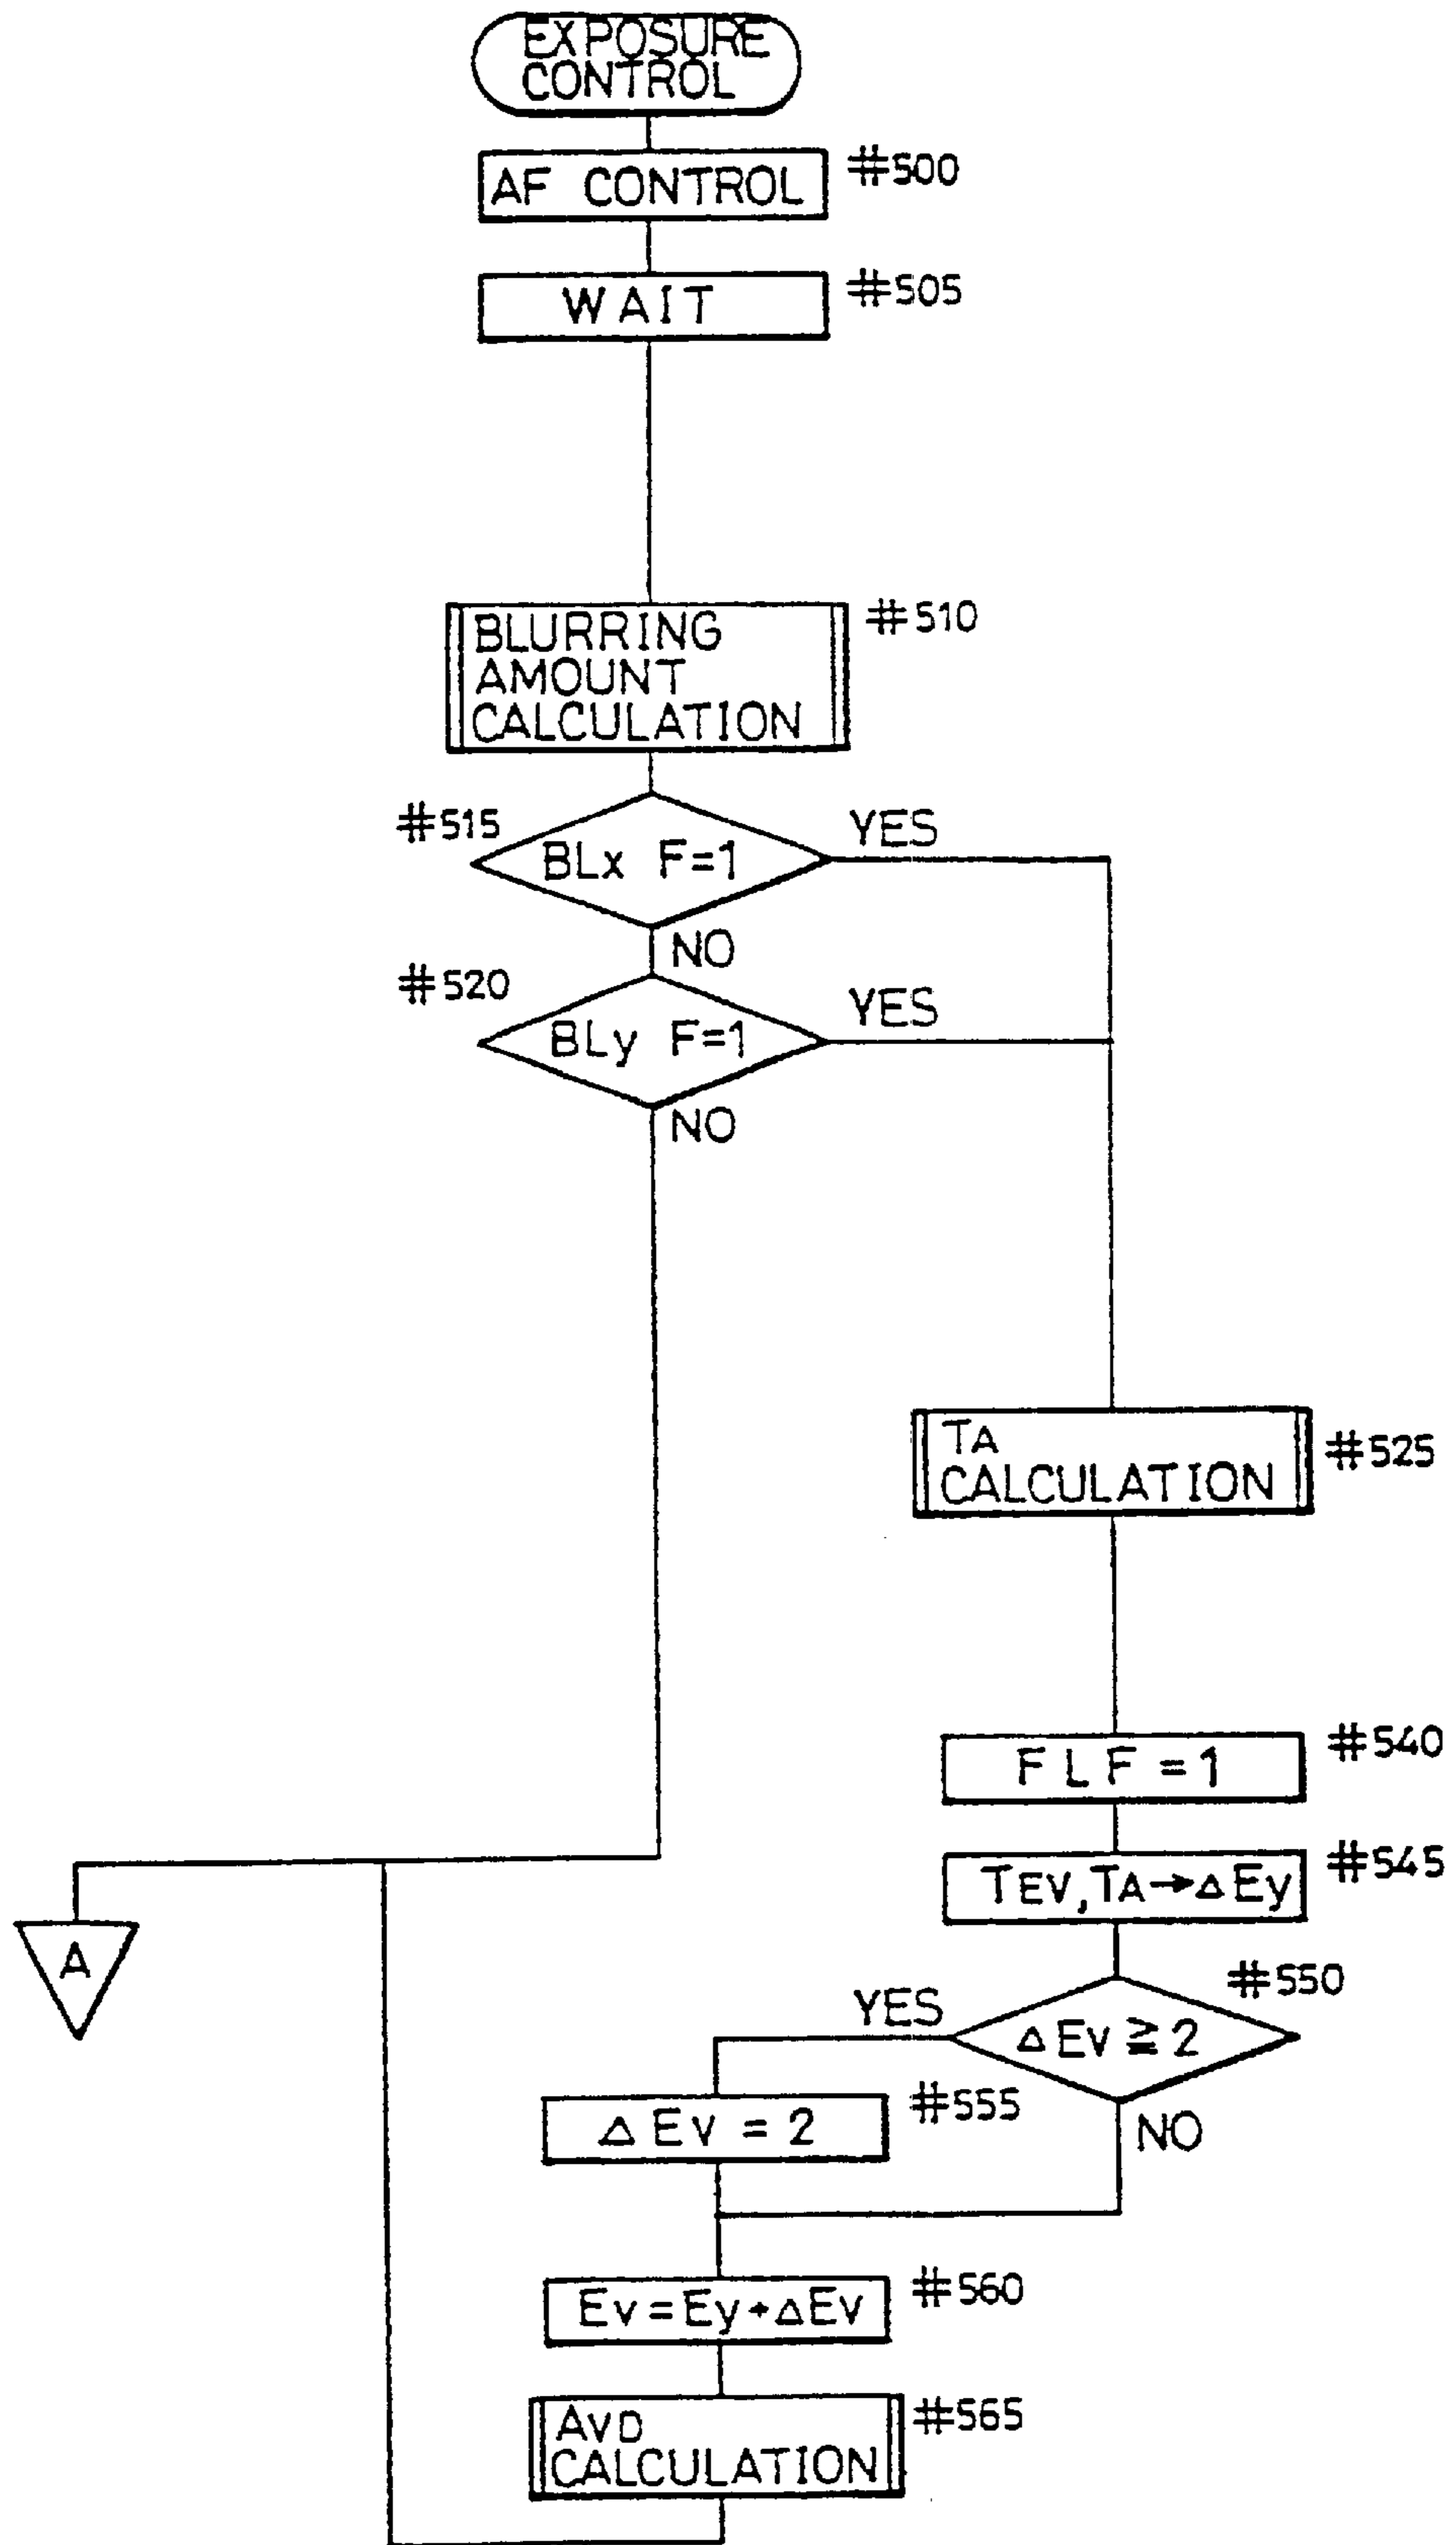 EXPOSURE
CONTROL
AF CONTROL
#500
WAIT
#505
BLURRING
AMOUNT
CALCULATION
#510
#515
BLx F=1
YES
NO
#520
BLy F=1
YES
NO
TA
CALCULATION
#525
FLF=1
#540
TEV,TA→ΔEy
#545
#550
YES
ΔEV≧2
NO
ΔEV=2
#555
EV=Ey+ΔEV
#560
AVD
CALCULATION
#565
A